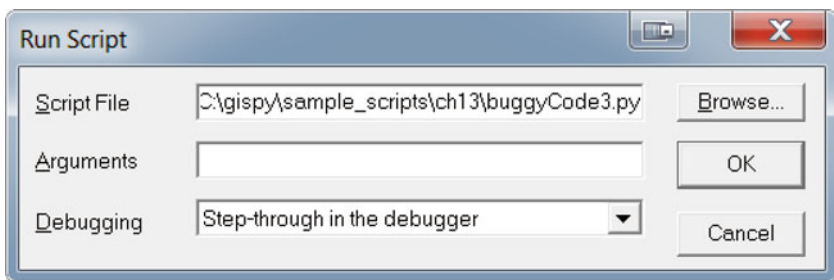 Run Script
Script File
C:\gispy\sample_scripts\ch13\buggyCode3.py
Browse...
Arguments
OK
Debugging
Step-through in the debugger
Cancel